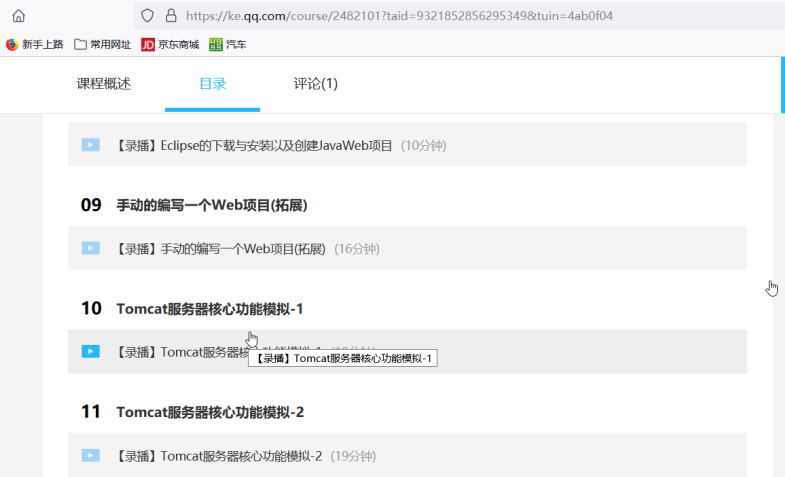 https://ke.qq.com/course/2482101?taid=9321852856295349&tuin=4ab0f04
新手上路 常用网址 JD 京东商城 汽车
课程概述 目录 评论(1)
【录播】Eclipse的下载与安装以及创建JavaWeb项目 (10分钟)
09 手动的编写一个Web项目(拓展)
【录播】手动的编写一个Web项目(拓展) (16分钟)
10 Tomcat服务器核心功能模拟-1
【录播】Tomcat服务器核
【录播】Tomcat服务器核心功能模拟-1
11 Tomcat服务器核心功能模拟-2
【录播】Tomcat服务器核心功能模拟-2 (19分钟)